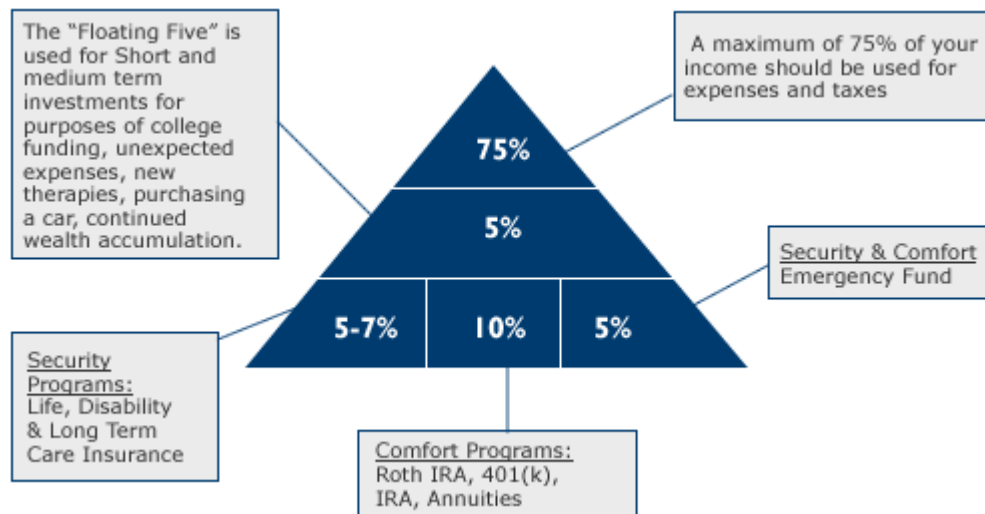 The “Floating Five” is
used for Short and
medium term
investments for
purposes of college
funding, unexpected
expenses, new
therapies, purchasing
a car, continued
wealth accumulation.
A maximum of 75% of your
income should be used for
expenses and taxes
75%
5%
Security & Comfort
Emergency Fund
5-7%
10%
5%
Security
Programs:
Life, Disability
& Long Term
Care Insurance
Comfort Programs:
Roth IRA, 401(k),
IRA, Annuities